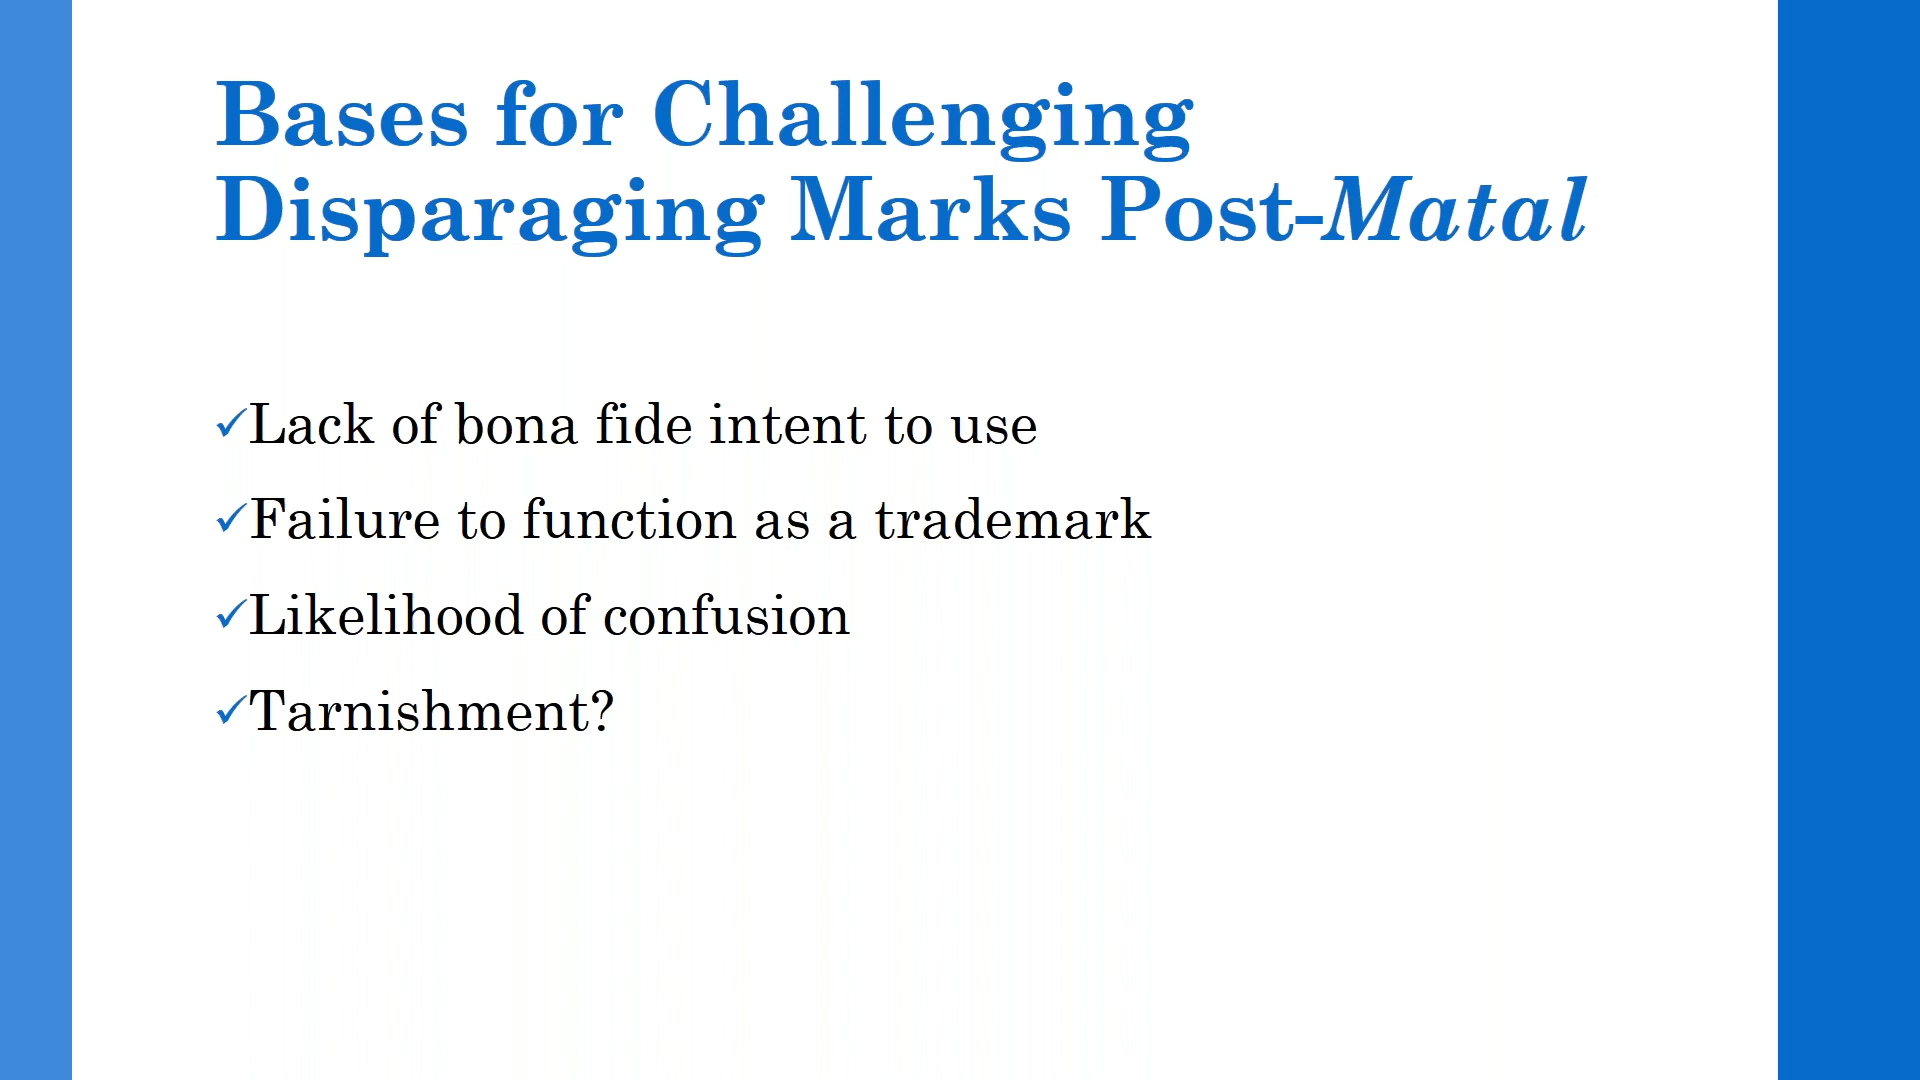 Bases for Challenging
Disparaging Marks Post-Matal
✓Lack of bona fide intent to use
✓Failure to function as a trademark
✓Likelihood of confusion
✓Tarnishment?